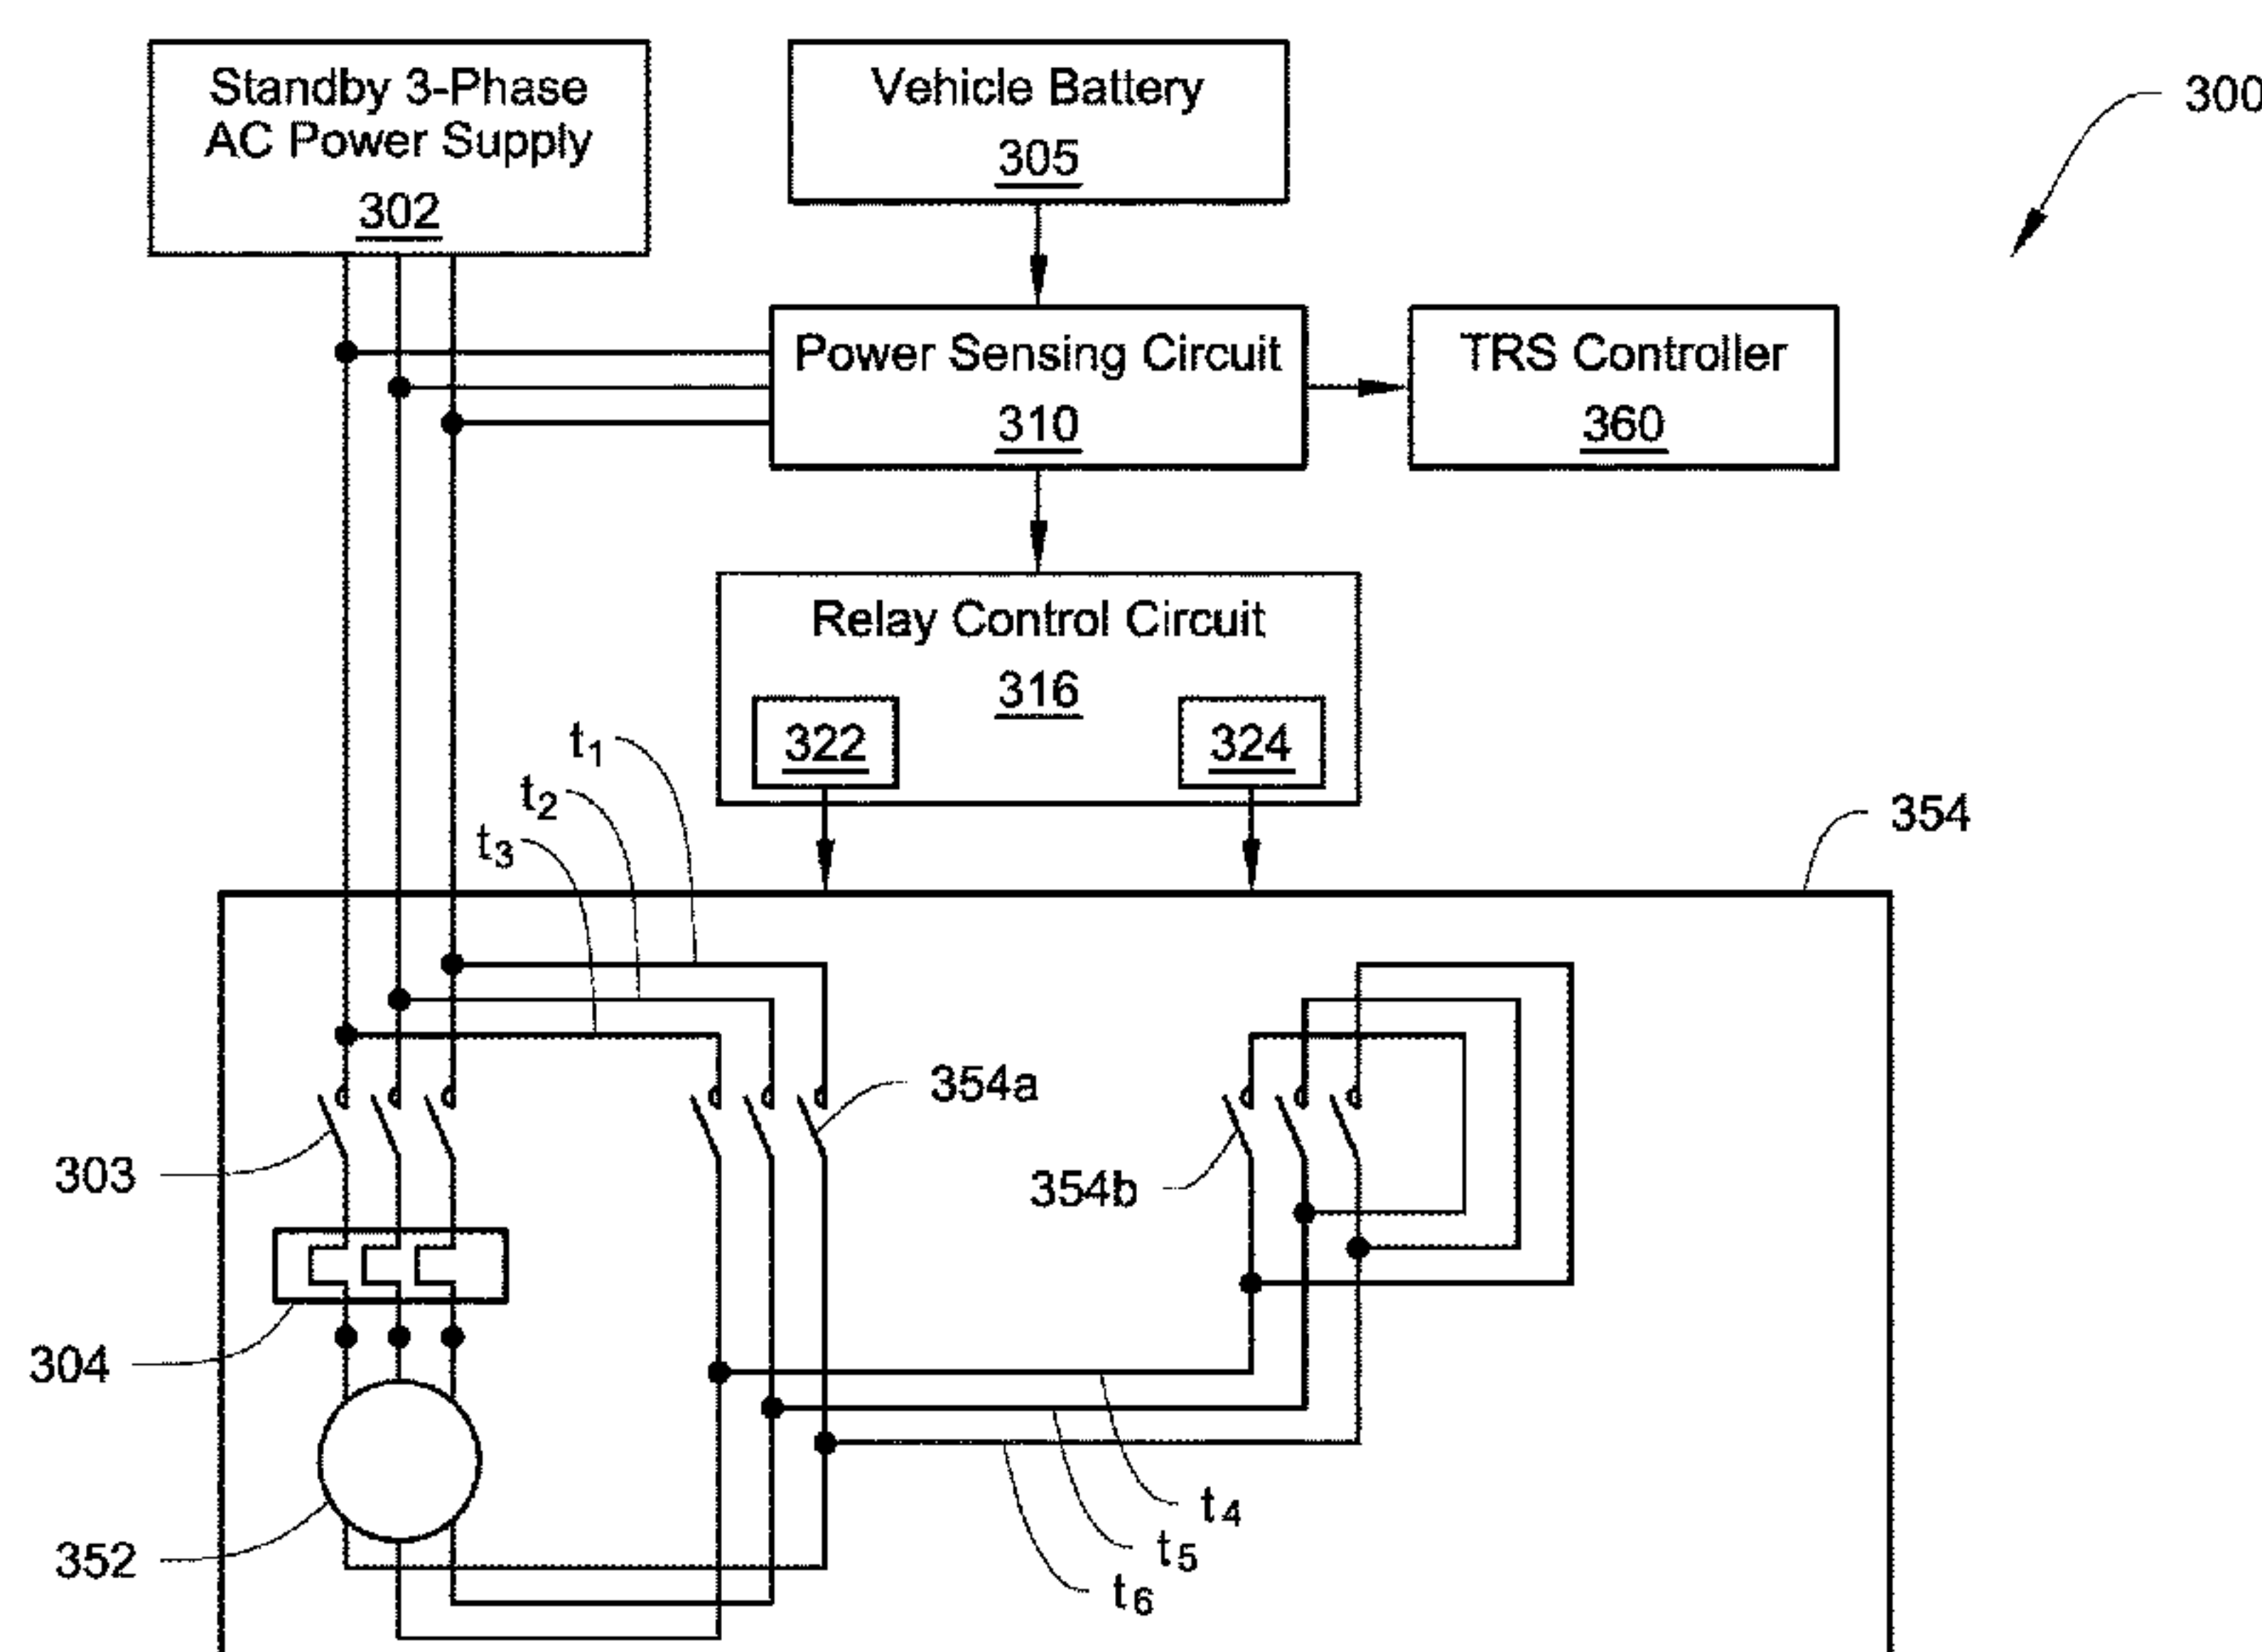 Standby 3-Phase
AC Power Supply
302
Vehicle Battery
305
300
Power Sensing Circuit
310
TRS Controller
360
Relay Control Circuit
316
322
324
t1
t2
t3
354
354a
354b
303
304
352
t4
t5
t6